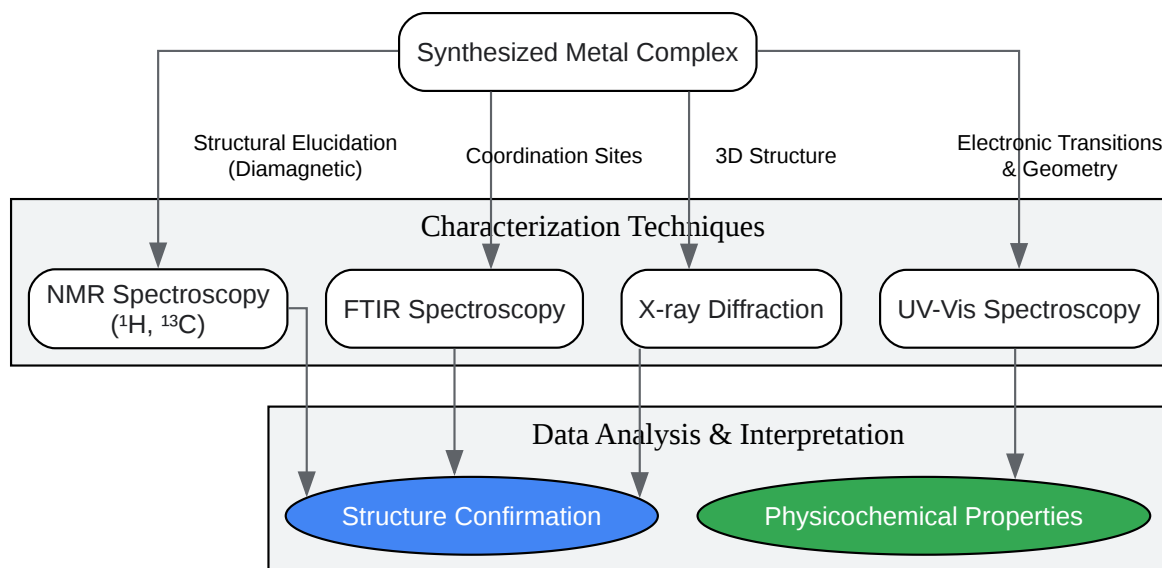 Synthesized Metal Complex
Structural Elucidation
(Diamagnetic)
Coordination Sites
3D Structure
Electronic Transitions
& Geometry
Characterization Techniques
NMR Spectroscopy
(¹H, ¹³C)
FTIR Spectroscopy
X-ray Diffraction
UV-Vis Spectroscopy
Data Analysis & Interpretation
Structure Confirmation
Physicochemical Properties